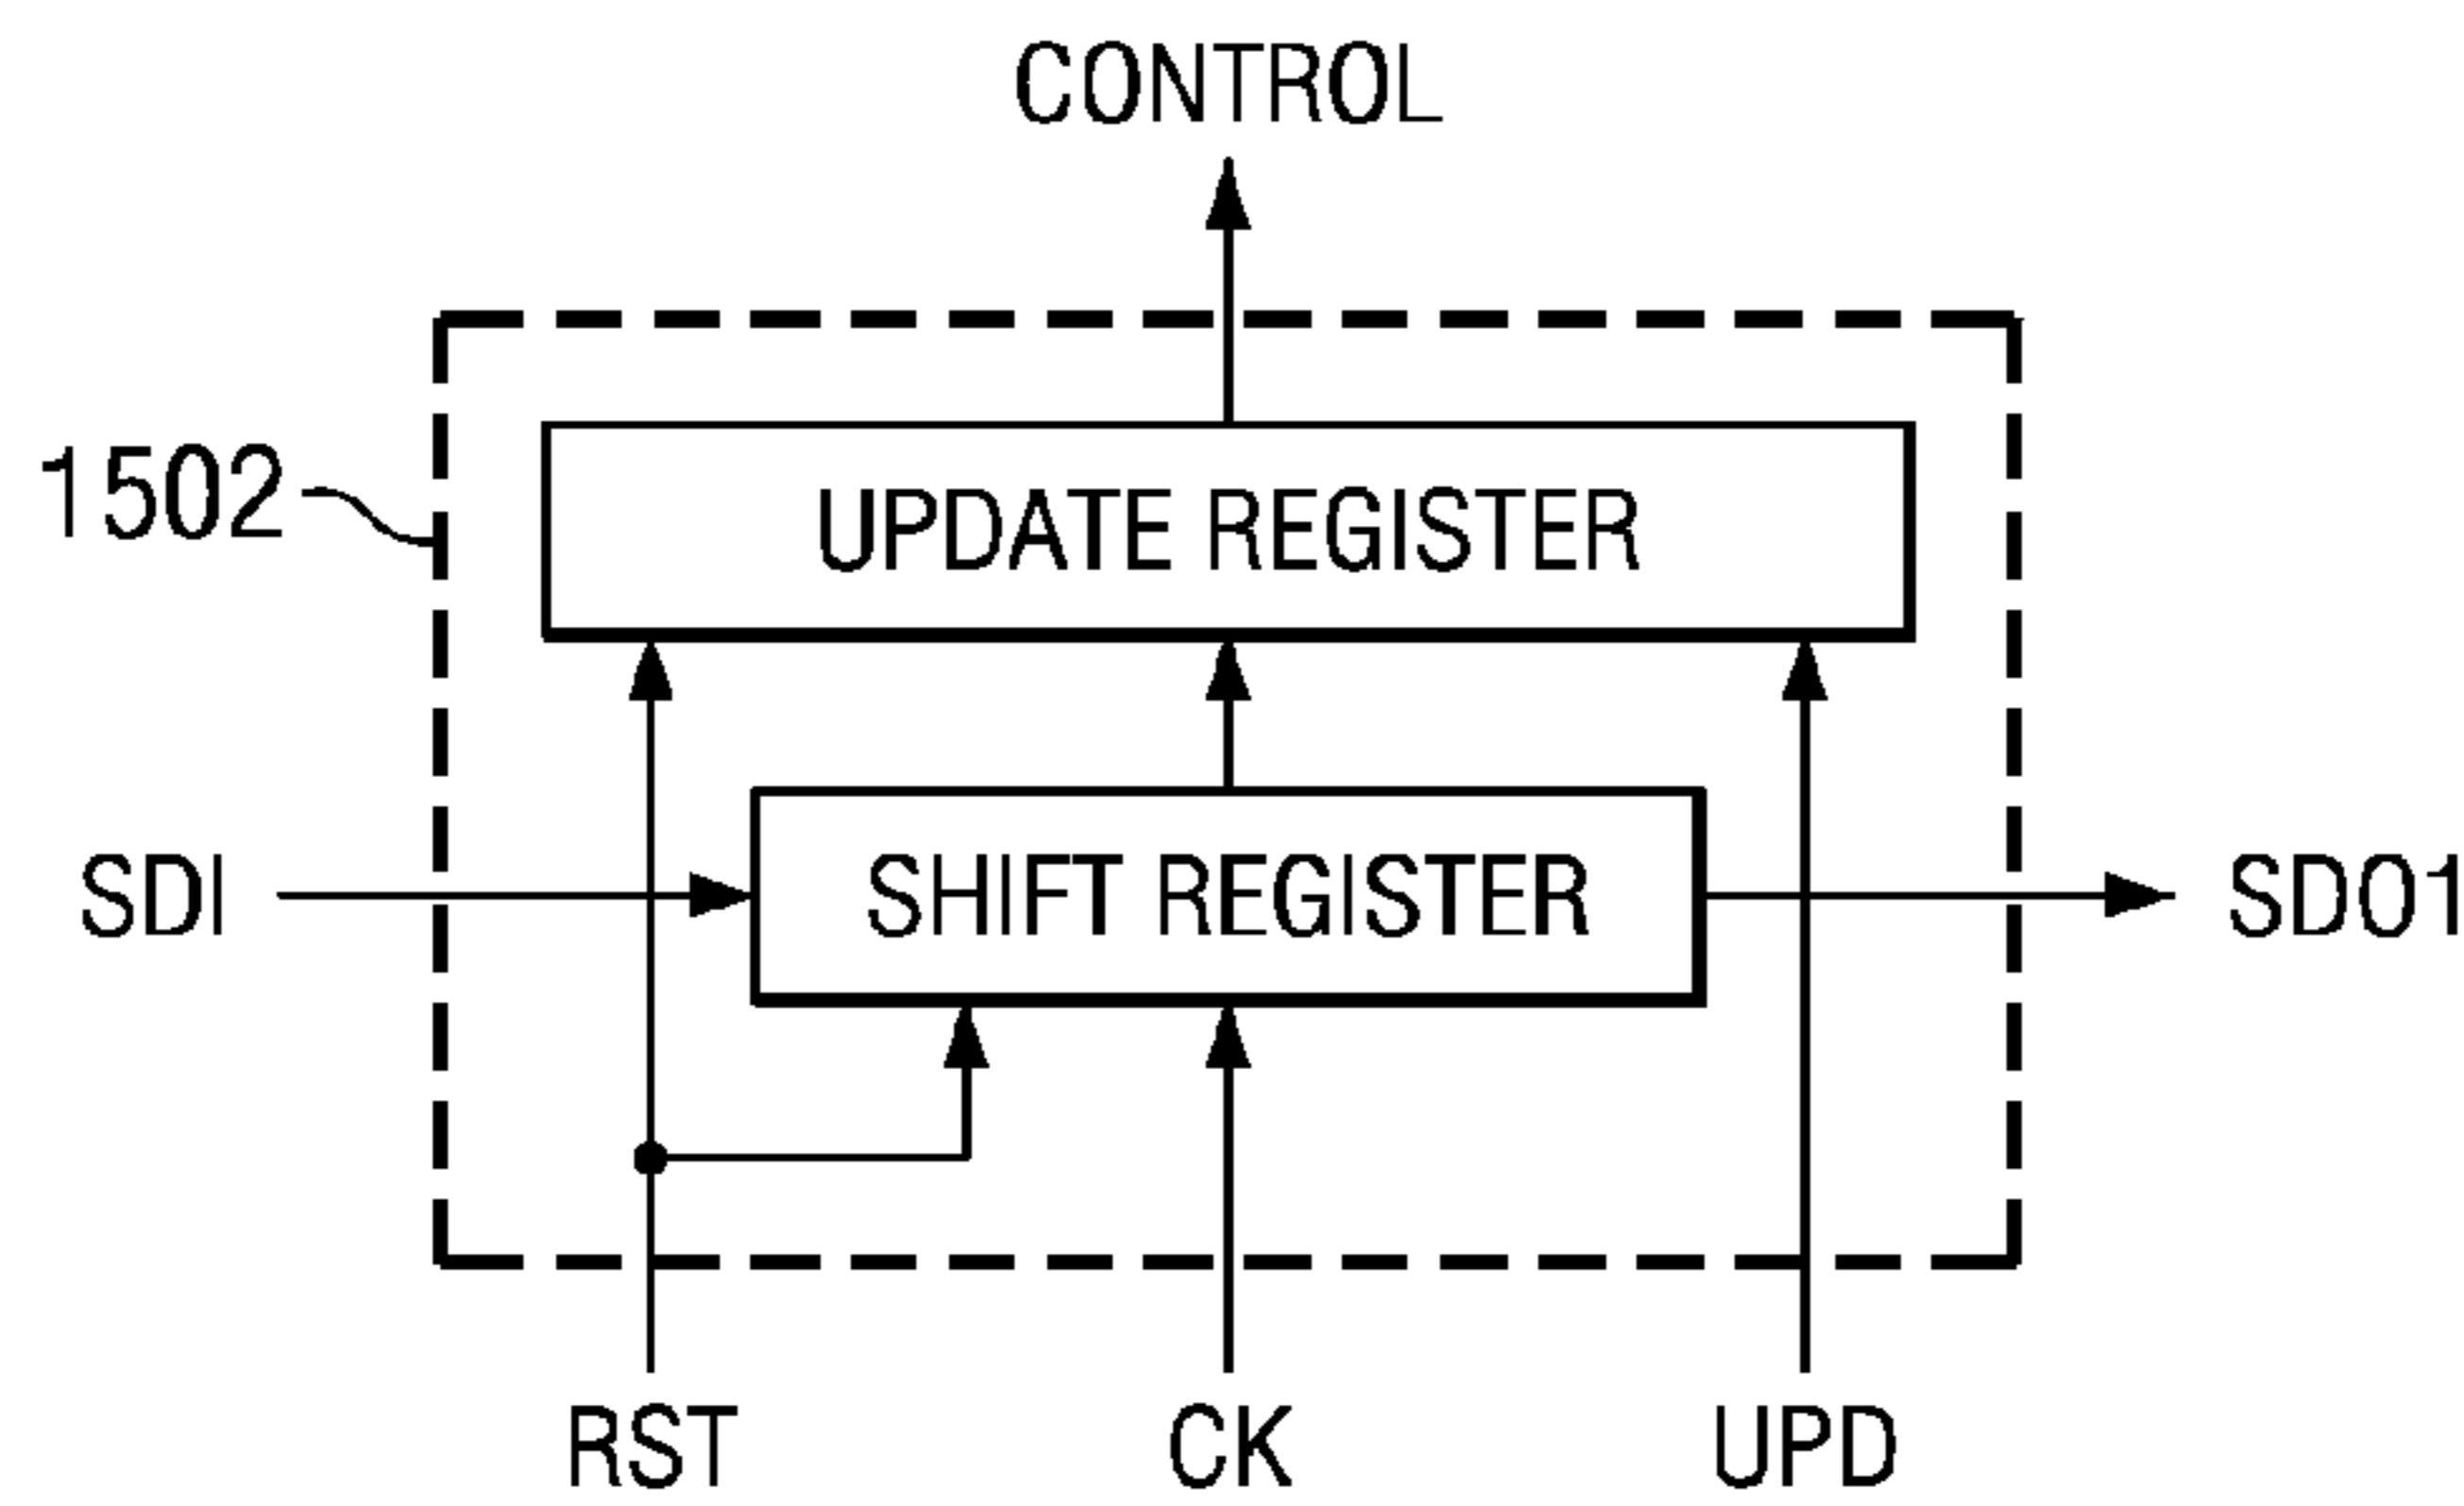 CONTROL
1502
UPDATE REGISTER
SDI
SHIFT REGISTER
SDO1
RST
CK
UPD